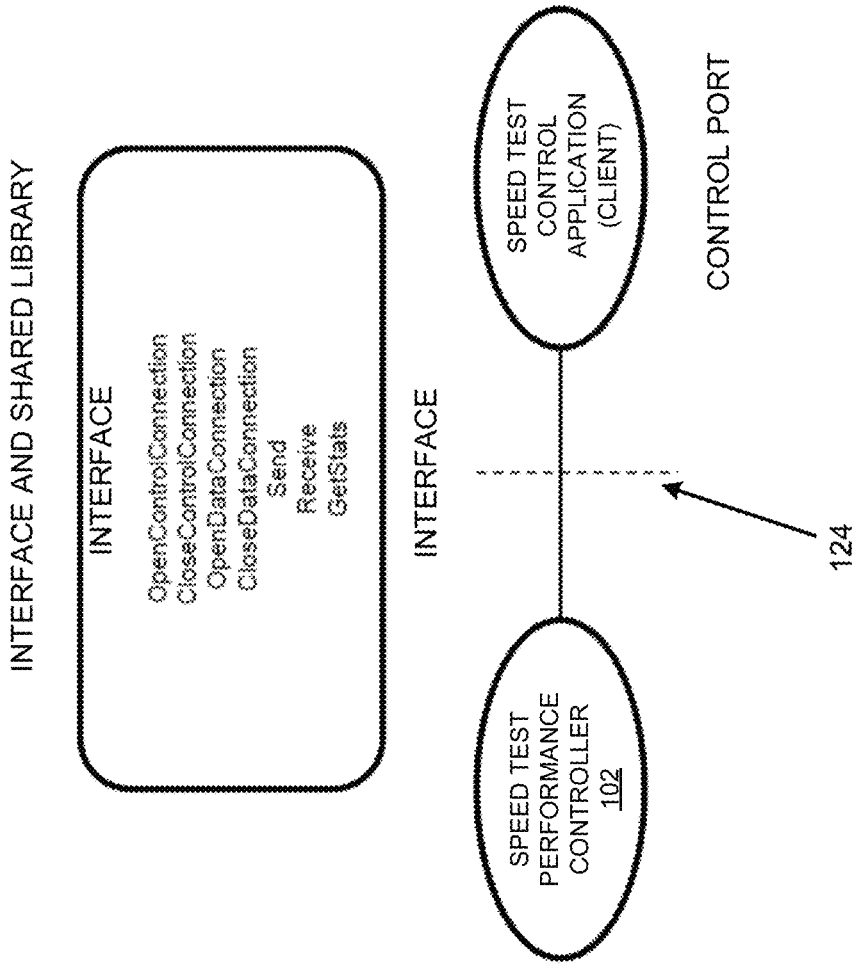 INTERFACE AND SHARED LIBRARY
INTERFACE
OpenControlConnection
CloseControlConnection
OpenDataConnection
CloseDataConnection
Send
Receive
GetStats
INTERFACE
SPEED TEST
PERFORMANCE
CONTROLLER
102
SPEED TEST
CONTROL
APPLICATION
(CLIENT)
CONTROL PORT
124